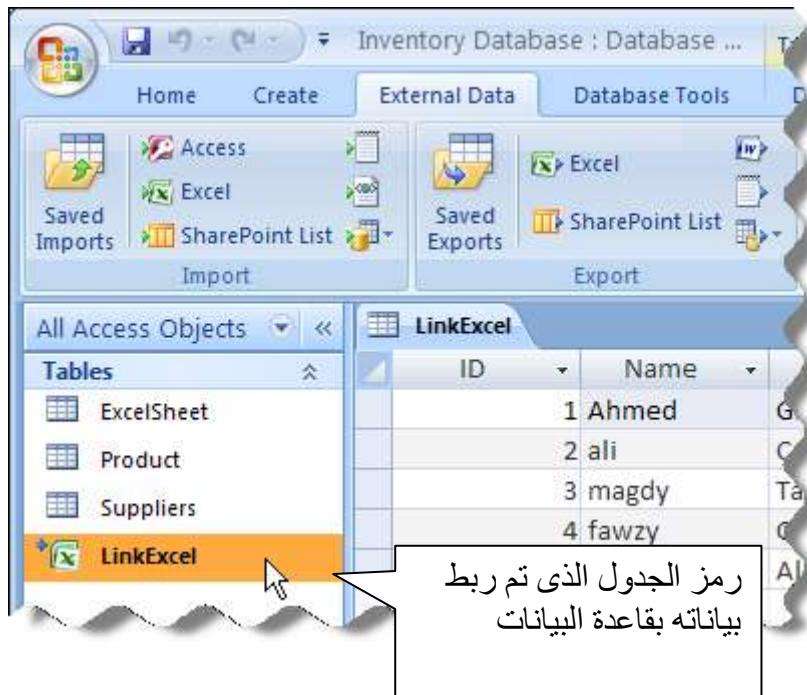 Inventory Database : Database ...
Home Create External Data Database Tools
Access
Excel
SharePoint List
Saved Imports
Import
Excel
SharePoint List
Saved Exports
Export
All Access Objects
Tables
ExcelSheet
Product
Suppliers
LinkExcel
LinkExcel
ID Name
1 Ahmed
2 ali
3 magdy Ta
4 fawzy
رمز الجدول الذى تم ربط
بياناته بقاعدة البيانات